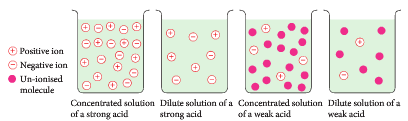 Positive ion
Negative ion
Un-ionised
molecule
Concentrated solution
of a strong acid
Dilute solution of a
strong acid
Concentrated solution
of a weak acid
Dilute solution of a
weak acid